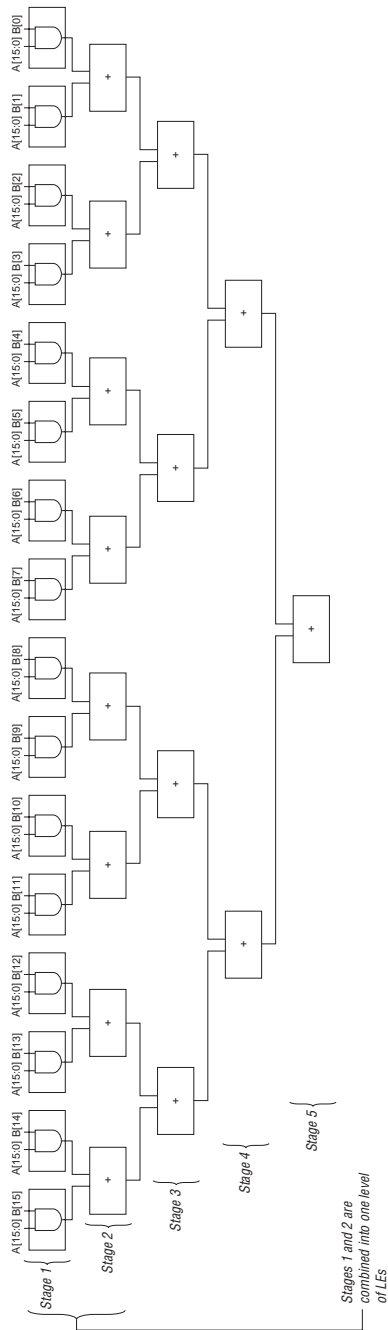 A[15:0] B[15]
A[15:0] B[14]
A[15:0] B[13]
A[15:0] B[12]
A[15:0] B[11]
A[15:0] B[10]
A[15:0] B[9]
A[15:0] B[8]
A[15:0] B[7]
A[15:0] B[6]
A[15:0] B[5]
A[15:0] B[4]
A[15:0] B[3]
A[15:0] B[2]
A[15:0] B[1]
A[15:0] B[0]
Stage 1
+ + + + + + + +
Stage 2
+ + + +
Stage 3
+ +
Stage 4
+
Stage 5
Stages 1 and 2 are
combined into one level
of LEs